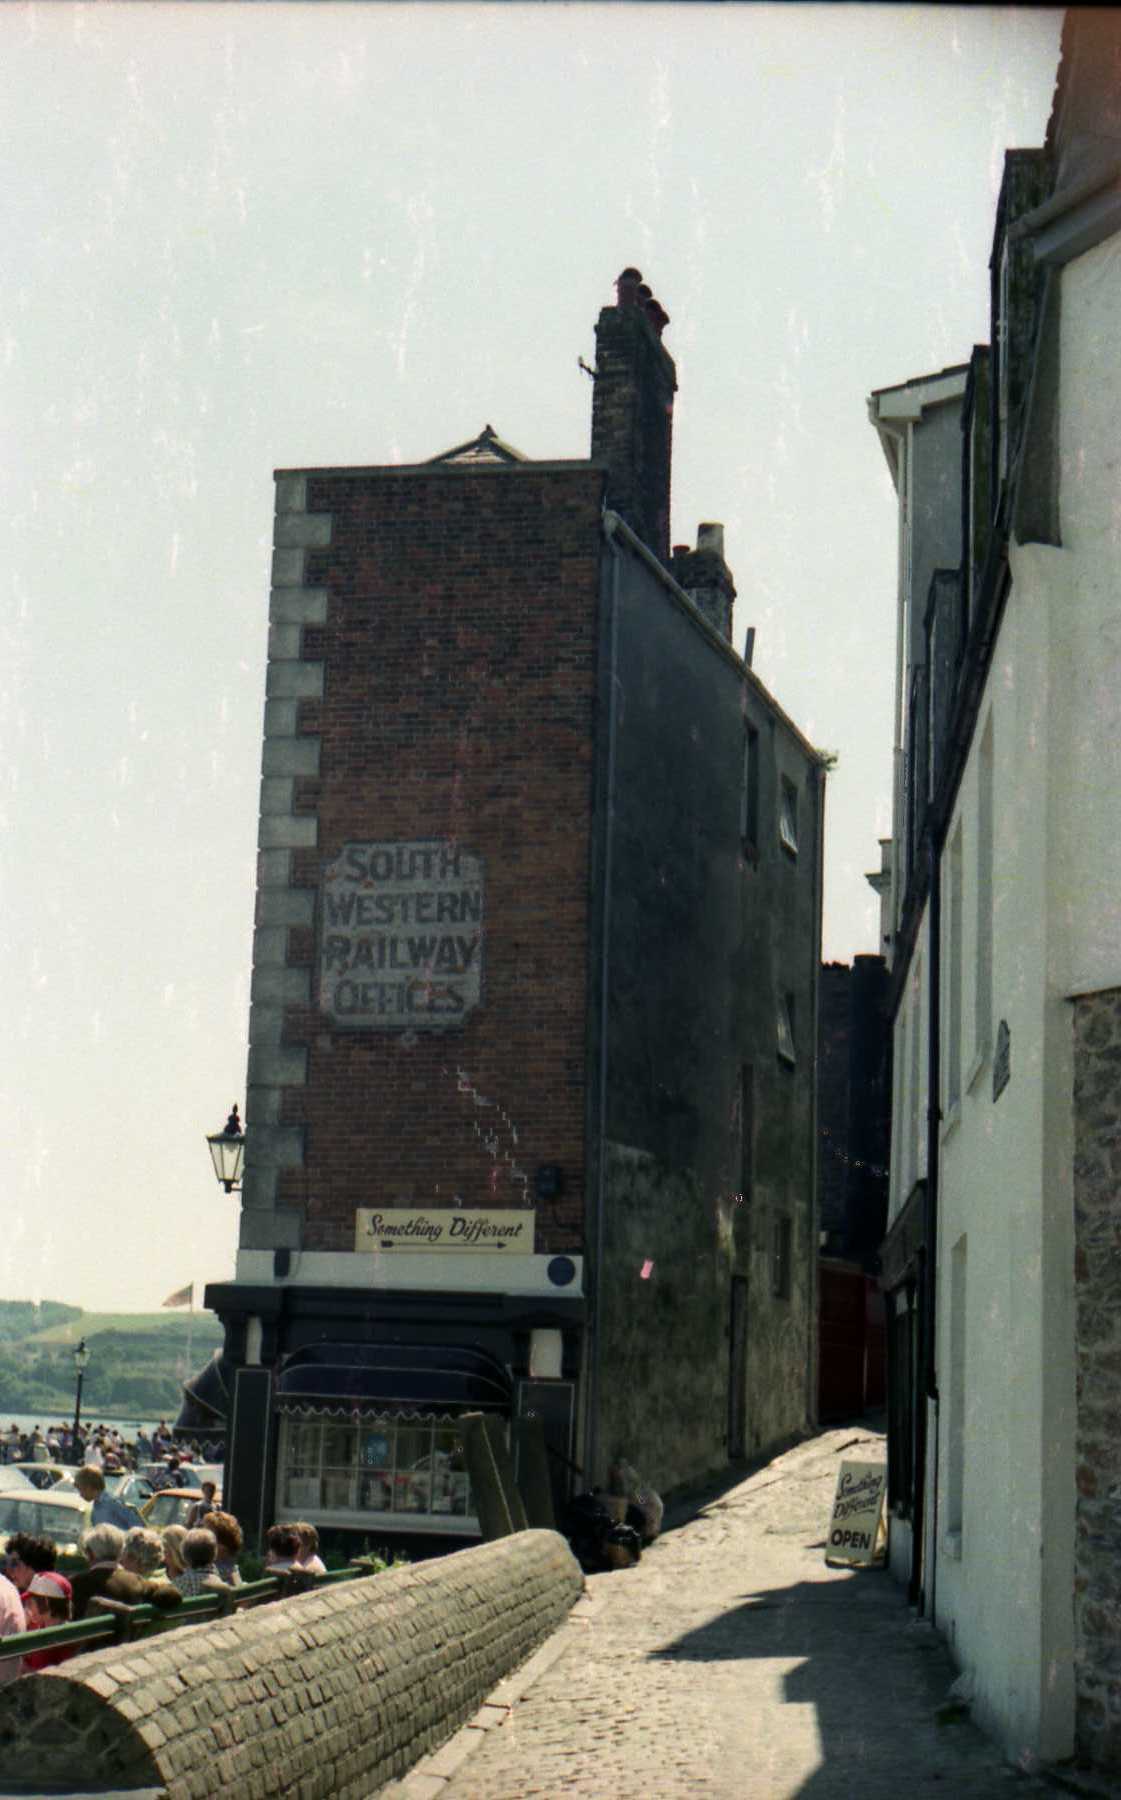 SOUTH
WESTERN
RAILWAY
OFFICES
Something Different
Something
Different
OPEN